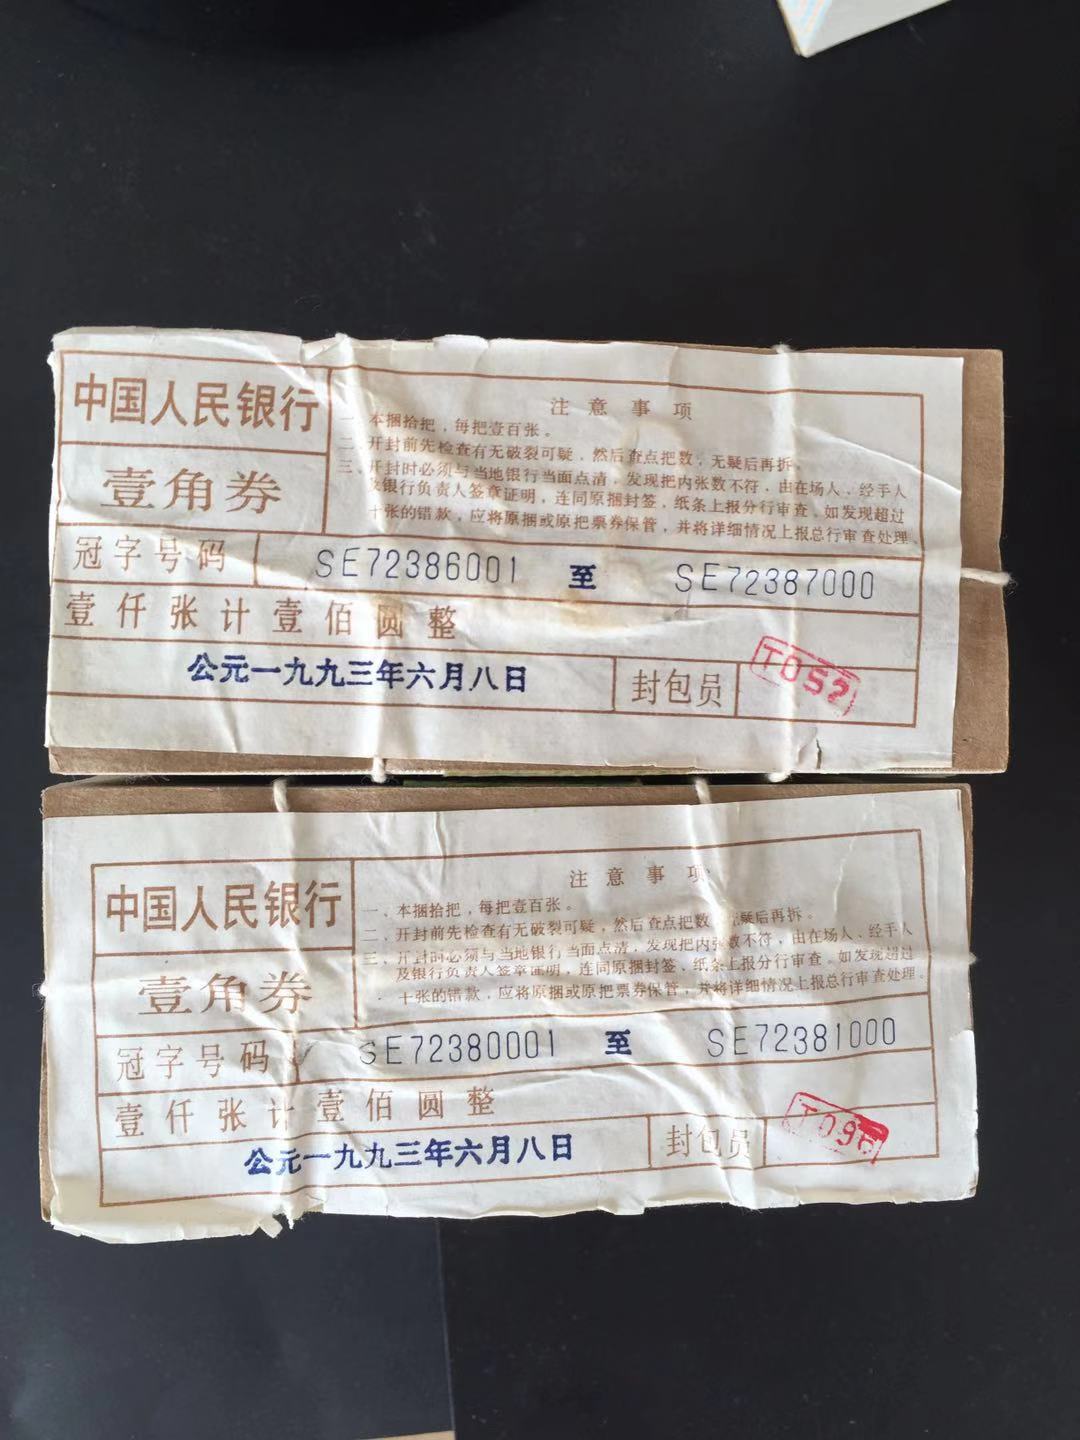 中国人民银行
壹角券
注意事项
一、本捆拾把，每把壹百张。
二、开封前先检查有无破裂可疑，然后查点把数，无疑后再拆。
三、开封时必须与当地银行当面点清，发现把内张数不符，由在场人、经手人
及银行负责人签章证明，连同原捆封签、纸条上报分行审查。如发现超过
十张的错款，应将原捆或原把票券保管，并将详细情况上报总行审查处理。
冠字号码 SE72386001 至 SE72387000
壹仟张计壹佰圆整
公元一九九三年六月八日 封包员 T052
中国人民银行
壹角券
注意事项
一、本捆拾把，每把壹百张。
二、开封前先检查有无破裂可疑，然后查点把数，无疑后再拆。
三、开封时必须与当地银行当面点清，发现把内张数不符，由在场人、经手人
及银行负责人签章证明，连同原捆封签、纸条上报分行审查。如发现超过
十张的错款，应将原捆或原把票券保管，并将详细情况上报总行审查处理。
冠字号码 SE72380001 至 SE72381000
壹仟张计壹佰圆整
公元一九九三年六月八日 封包员 T096